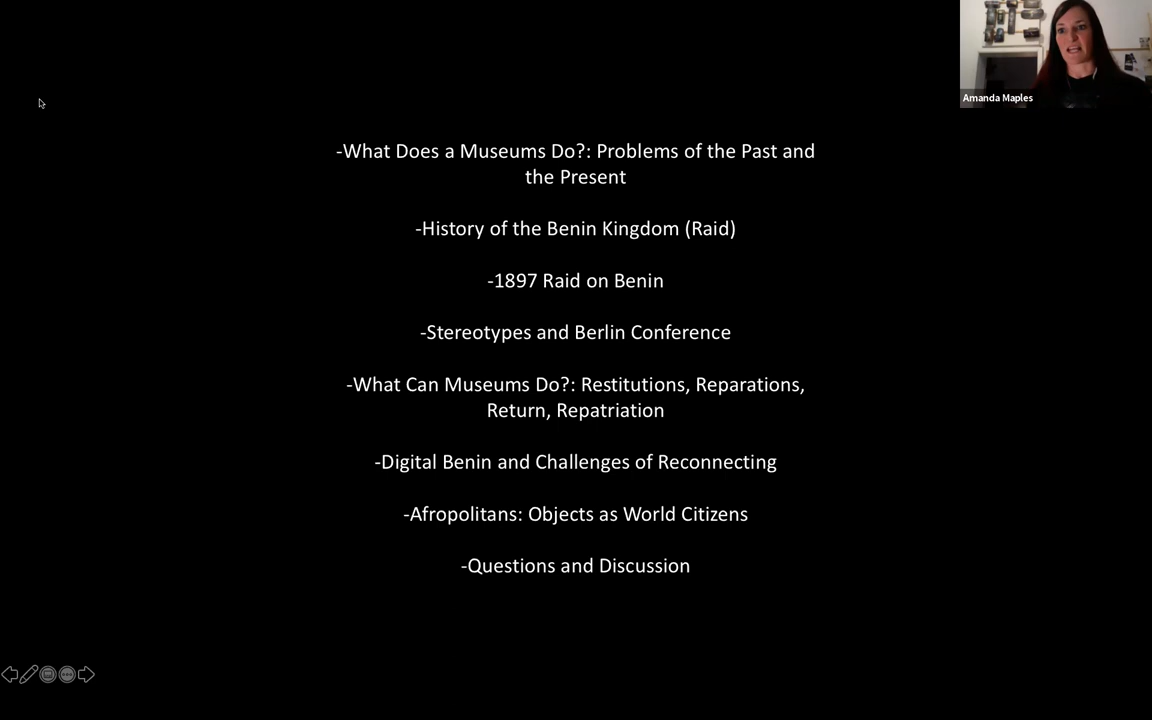 Amanda Maples
-What Does a Museums Do?: Problems of the Past and
the Present
-History of the Benin Kingdom (Raid)
-1897 Raid on Benin
-Stereotypes and Berlin Conference
-What Can Museums Do?: Restitutions, Reparations,
Return, Repatriation
-Digital Benin and Challenges of Reconnecting
-Afropolitans: Objects as World Citizens
-Questions and Discussion